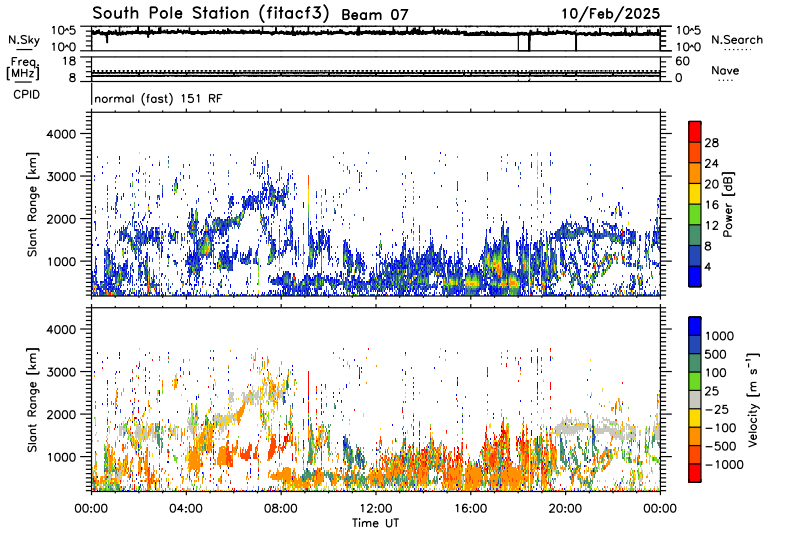 South Pole Station (fitacf3) Beam 07 10/Feb/2025
N.Sky 10^5 10^0 10^5 10^0 N.Search
Freq. [MHz] 18 8 60 0 Nave
CPID normal (fast) 151 RF
Slant Range [km] 4000 3000 2000 1000
28 24 20 16 12 8 4 Power [dB]
Slant Range [km] 4000 3000 2000 1000
1000 500 100 25 −25 −100 −500 −1000 Velocity [m s⁻¹]
00:00 04:00 08:00 12:00 16:00 20:00 00:00
Time UT